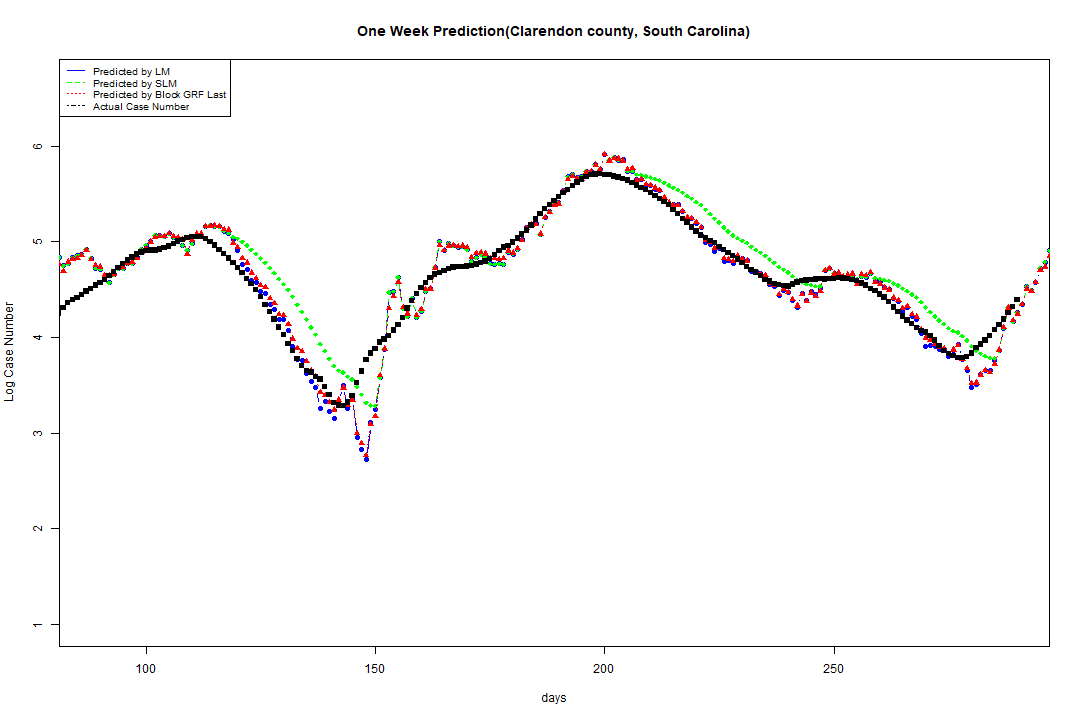 One Week Prediction(Clarendon county, South Carolina)
Predicted by LM
Predicted by SLM
Predicted by Block GRF Last
Actual Case Number
6
5
4
3
2
1
Log Case Number
100 150 200 250
days